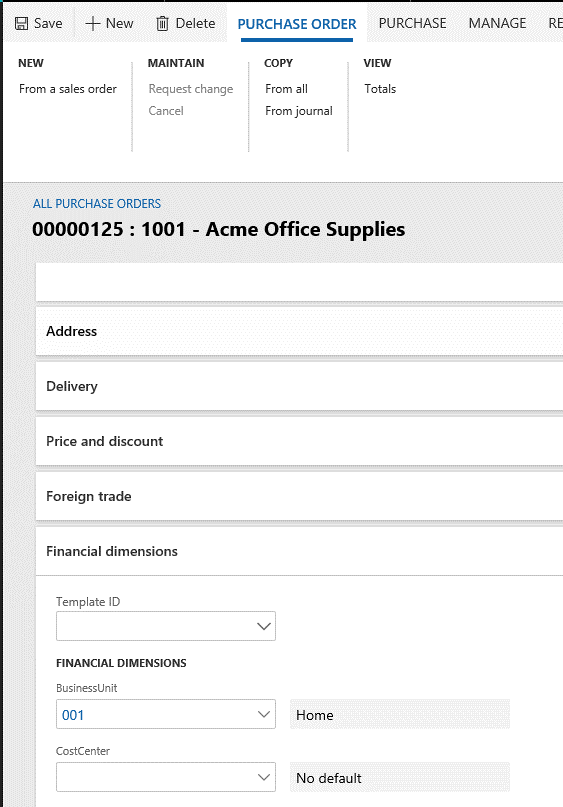 Save New Delete PURCHASE ORDER PURCHASE MANAGE RE
NEW MAINTAIN COPY VIEW
From a sales order Request change From all Totals
Cancel From journal
ALL PURCHASE ORDERS
00000125 : 1001 - Acme Office Supplies
Address
Delivery
Price and discount
Foreign trade
Financial dimensions
Template ID
FINANCIAL DIMENSIONS
BusinessUnit
001 Home
CostCenter
No default